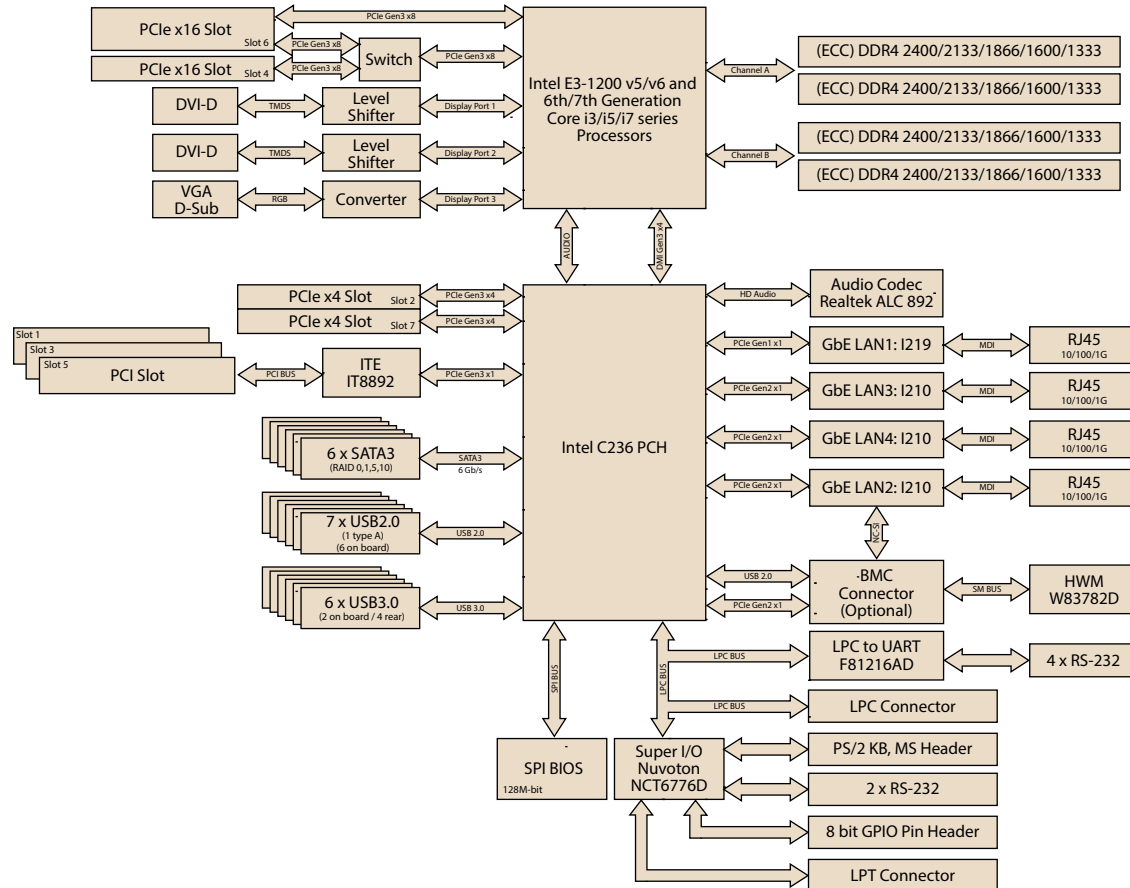 PCIe x16 Slot
Slot 6
PCIe Gen3 x8
PCIe Gen3 x8
PCIe x16 Slot
Slot 4
PCIe Gen3 x8
Switch
PCIe Gen3 x8
DVI-D
TMDS
Level
Shifter
Display Port 1
DVI-D
TMDS
Level
Shifter
Display Port 2
VGA
D-Sub
RGB
Converter
Display Port 3
Intel E3-1200 v5/v6 and
6th/7th Generation
Core i3/i5/i7 series
Processors
Channel A
(ECC) DDR4 2400/2133/1866/1600/1333
(ECC) DDR4 2400/2133/1866/1600/1333
Channel B
(ECC) DDR4 2400/2133/1866/1600/1333
(ECC) DDR4 2400/2133/1866/1600/1333
AUDIO
DMI Gen3 x4
PCIe x4 Slot
Slot 2
PCIe Gen3 x4
PCIe x4 Slot
Slot 7
PCIe Gen3 x4
Slot 1
Slot 3
Slot 5
PCI Slot
PCI BUS
ITE
IT8892
PCIe Gen3 x1
6 x SATA3
(RAID 0,1,5,10)
SATA3
6 Gb/s
7 x USB2.0
(1 type A)
(6 on board)
USB 2.0
6 x USB3.0
(2 on board / 4 rear)
USB 3.0
Intel C236 PCH
HD Audio
Audio Codec
Realtek ALC 892
PCIe Gen1 x1
GbE LAN1: I219
MDI
RJ45
10/100/1G
PCIe Gen2 x1
GbE LAN3: I210
MDI
RJ45
10/100/1G
PCIe Gen2 x1
GbE LAN4: I210
MDI
RJ45
10/100/1G
PCIe Gen2 x1
GbE LAN2: I210
MDI
RJ45
10/100/1G
NC-SI
USB 2.0
PCIe Gen2 x1
BMC
Connector
(Optional)
SM BUS
HWM
W83782D
LPC BUS
LPC to UART
F81216AD
4 x RS-232
LPC BUS
LPC Connector
SPI BUS
LPC BUS
SPI BIOS
128M-bit
Super I/O
Nuvoton
NCT6776D
PS/2 KB, MS Header
2 x RS-232
8 bit GPIO Pin Header
LPT Connector